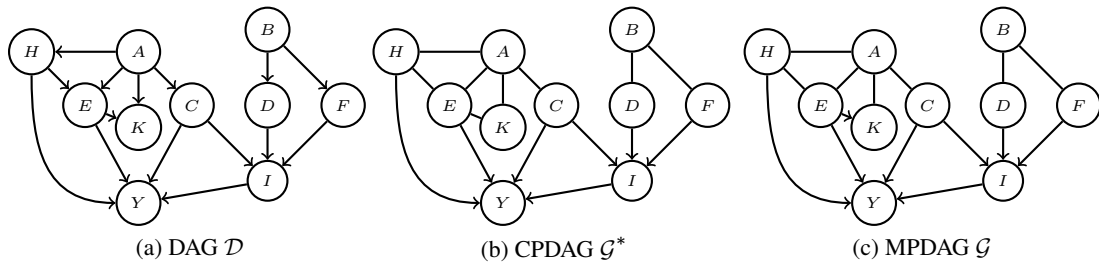 H A B H A B H A B
E K C D F E K C D F E K C D F
Y I Y I Y I
(a) DAG 𝒟 (b) CPDAG 𝒢* (c) MPDAG 𝒢